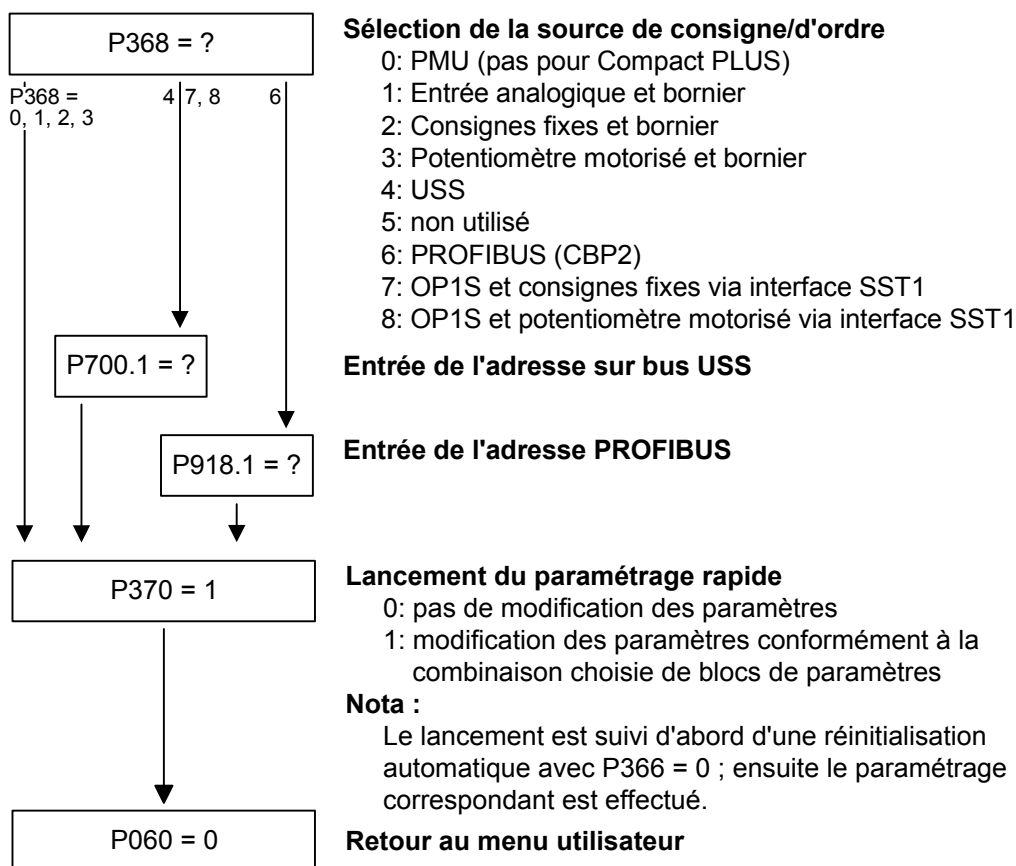 P368 = ?
Sélection de la source de consigne/d'ordre
0: PMU (pas pour Compact PLUS)
1: Entrée analogique et bornier
2: Consignes fixes et bornier
3: Potentiomètre motorisé et bornier
4: USS
5: non utilisé
6: PROFIBUS (CBP2)
7: OP1S et consignes fixes via interface SST1
8: OP1S et potentiomètre motorisé via interface SST1
P368 =
0, 1, 2, 3
4 7, 8
6
P700.1 = ?
Entrée de l'adresse sur bus USS
P918.1 = ?
Entrée de l'adresse PROFIBUS
P370 = 1
Lancement du paramétrage rapide
0: pas de modification des paramètres
1: modification des paramètres conformément à la
combinaison choisie de blocs de paramètres
Nota :
Le lancement est suivi d'abord d'une réinitialisation
automatique avec P366 = 0 ; ensuite le paramétrage
correspondant est effectué.
P060 = 0
Retour au menu utilisateur